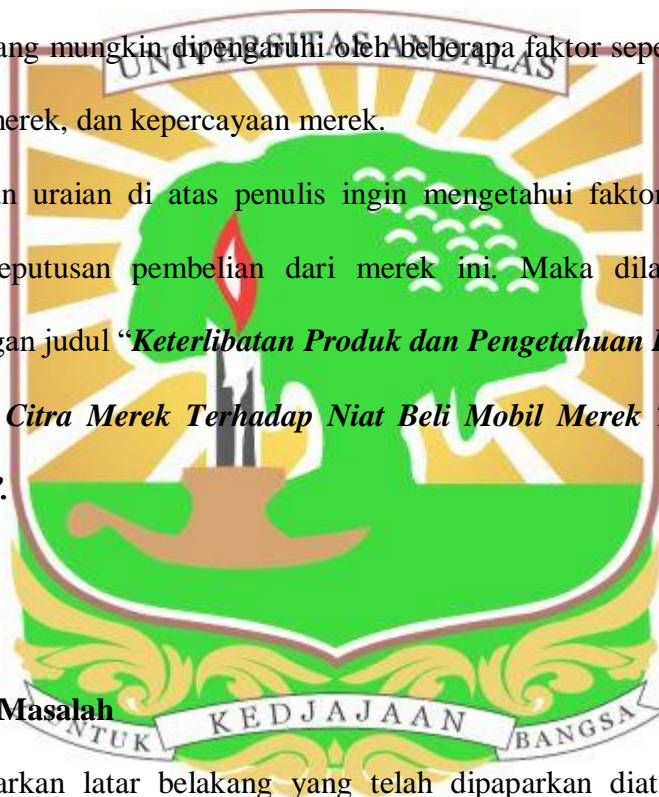 ang mungkin dipengaruhi oleh beberapa faktor sepe
UNIVERSITAS ANDALAS
merek, dan kepercayaan merek.
n uraian di atas penulis ingin mengetahui faktor
eputusan pembelian dari merek ini. Maka dila
gan judul “Keterlibatan Produk dan Pengetahuan
Citra Merek Terhadap Niat Beli Mobil Merek
”.
Masalah
UNTUK KEDJAJAAN BANGSA
arkan latar belakang yang telah dipaparkan diat